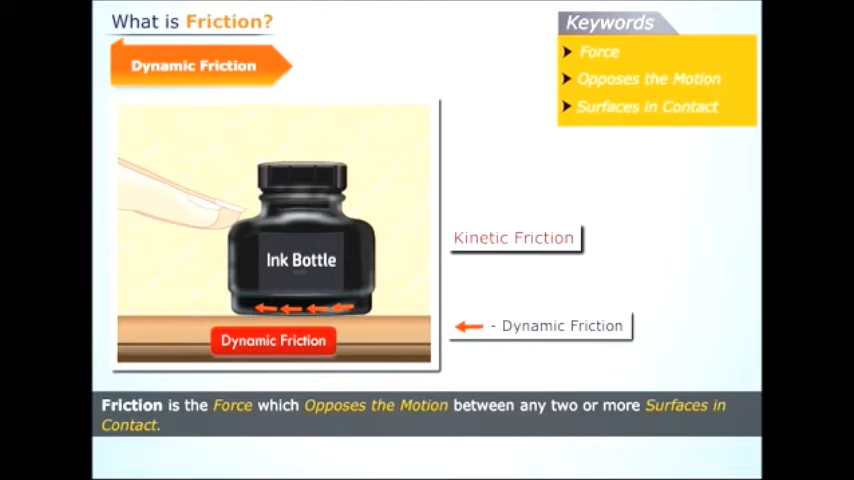 What is Friction?
Dynamic Friction
Keywords
Force
Opposes the Motion
Surfaces in Contact
Ink Bottle
Kinetic Friction
- Dynamic Friction
Dynamic Friction
Friction is the Force which Opposes the Motion between any two or more Surfaces in
Contact.